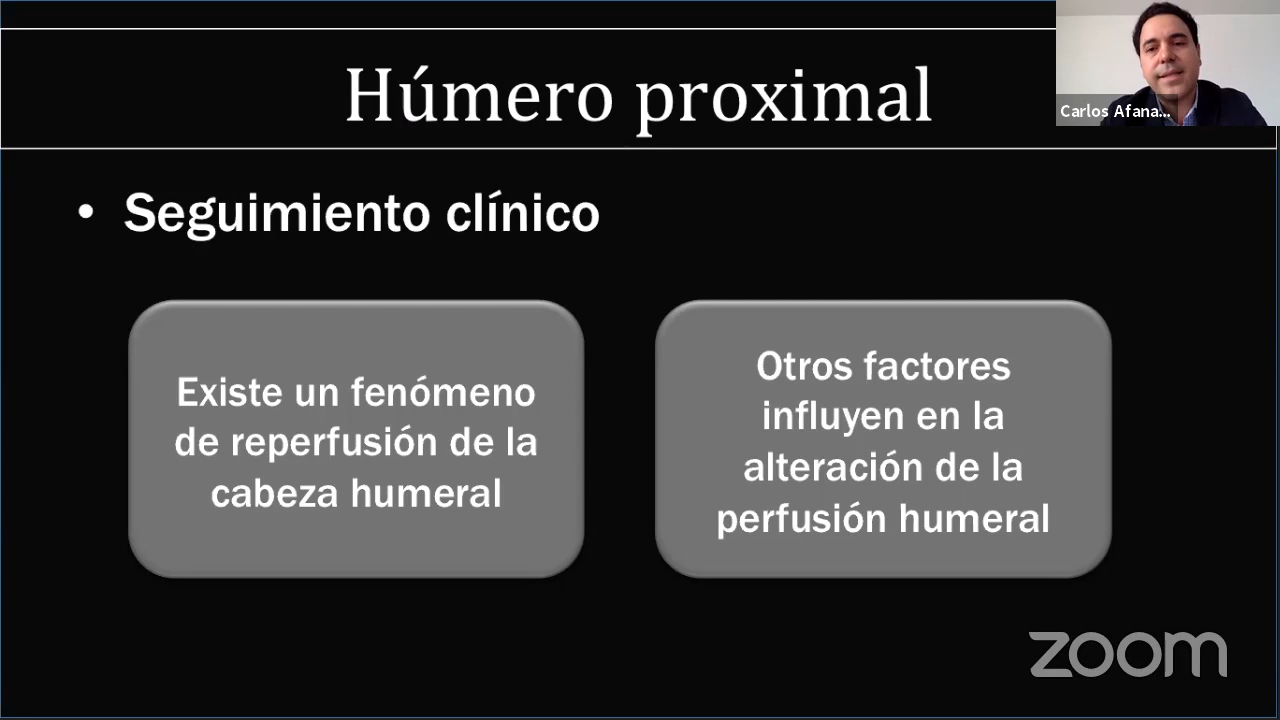 Húmero proximal
Carlos Afana...
• Seguimiento clínico
Existe un fenómeno
de reperfusión de la
cabeza humeral
Otros factores
influyen en la
alteración de la
perfusión humeral
zoom